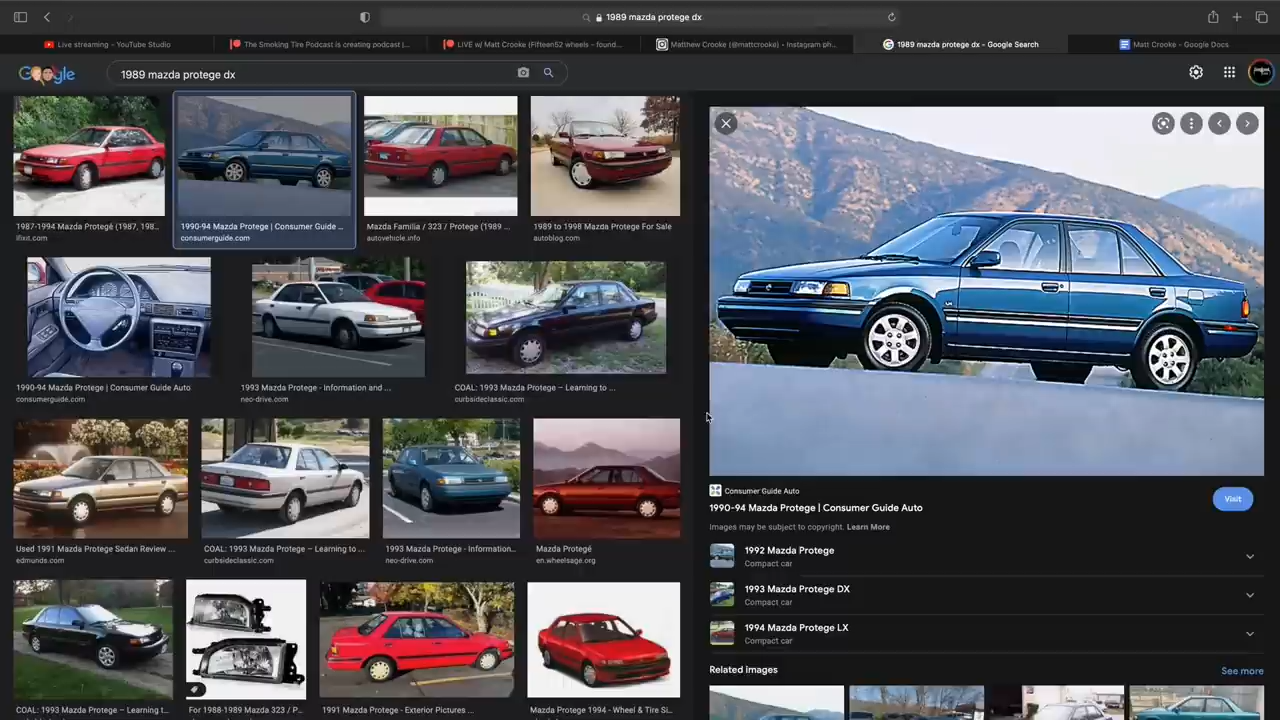 1989 mazda protege dx
Live streaming - YouTube Studio
The Smoking Tire Podcast is creating podcast |...
LIVE w/ Matt Crooke (Fifteen52 wheels - found...
Matthew Crooke (@mattcrooke) - Instagram ph...
1989 mazda protege dx - Google Search
Matt Crooke - Google Docs
1989 mazda protege dx
1987-1994 Mazda Protegé (1987, 198...
ifixit.com
1990-94 Mazda Protege | Consumer Guide ...
consumerguide.com
Mazda Familia / 323 / Protege (1989 ...
autovehicle.info
1989 to 1998 Mazda Protege For Sale
autoblog.com
1990-94 Mazda Protege | Consumer Guide Auto
consumerguide.com
1993 Mazda Protege - Information and ...
neo-drive.com
COAL: 1993 Mazda Protege – Learning to ...
curbsideclassic.com
Used 1991 Mazda Protege Sedan Review ...
edmunds.com
COAL: 1993 Mazda Protege – Learning to ...
curbsideclassic.com
1993 Mazda Protege - Information...
neo-drive.com
Mazda Protegé
en.wheelsage.org
COAL: 1993 Mazda Protege – Learning t...
For 1988-1989 Mazda 323 / P...
1991 Mazda Protege - Exterior Pictures ...
Mazda Protege 1994 - Wheel & Tire Si...
Consumer Guide Auto
1990-94 Mazda Protege | Consumer Guide Auto
Visit
Images may be subject to copyright. Learn More
1992 Mazda Protege
Compact car
1993 Mazda Protege DX
Compact car
1994 Mazda Protege LX
Compact car
Related images
See more